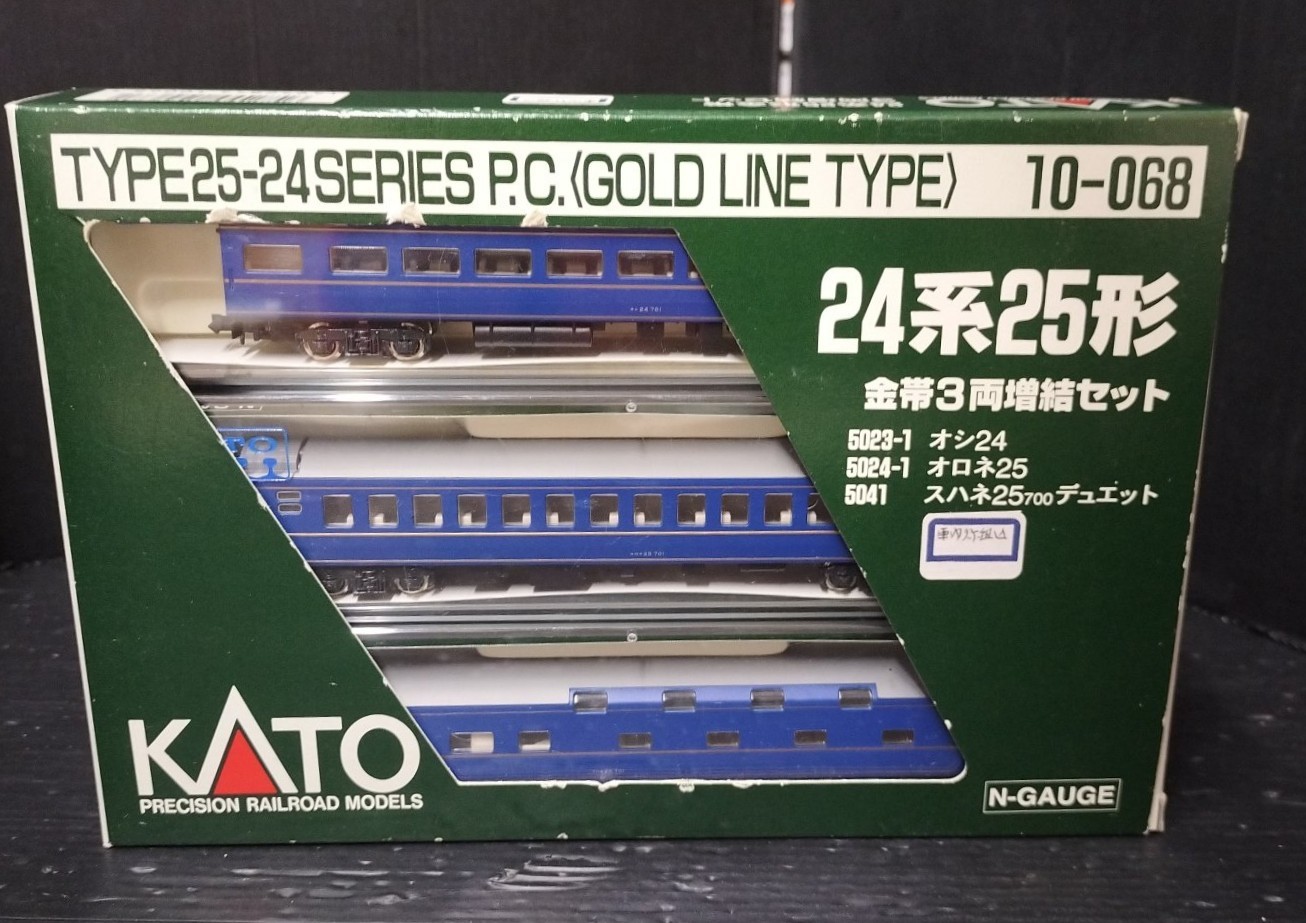 KATO
TYPE25-24SERIES P.C.〈GOLD LINE TYPE〉 10-068
24系25形
金帯3両増結セット
5023-1 オシ24
5024-1 オロネ25
5041 スハネ25700デュエット
KATO
PRECISION RAILROAD MODELS
N-GAUGE